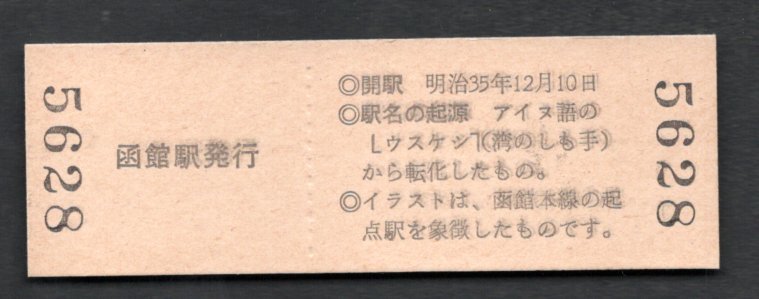 5628
函館駅発行
◎開駅 明治35年12月10日
◎駅名の起源 アイヌ語の
「ウスケシ」(湾のしも手)
から転化したもの。
◎イラストは、函館本線の起
点駅を象徴したものです。
5628